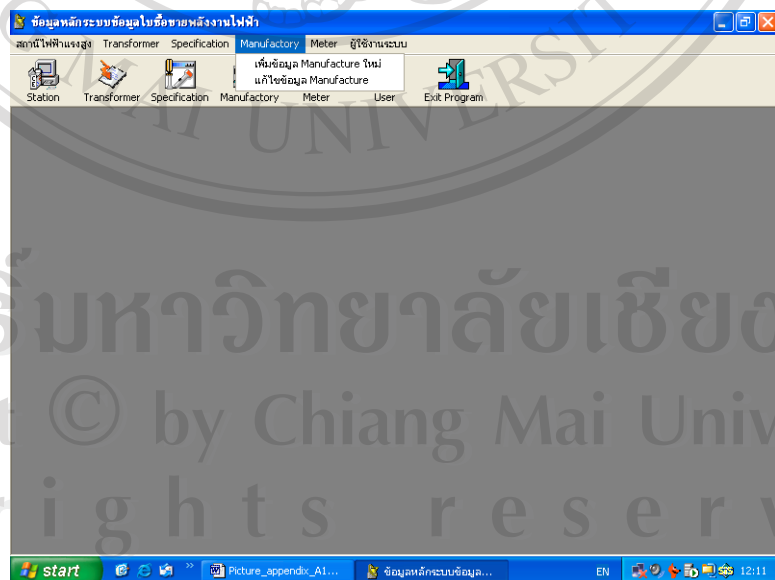 ข้อมูลหลักระบบข้อมูลใบซื้อขายพลังงานไฟฟ้า
สถานีไฟฟ้าแรงสูง Transformer Specification Manufactory Meter ผู้ใช้งานระบบ
เพิ่มข้อมูล Manufacture ใหม่
แก้ไขข้อมูล Manufacture
Station Transformer Specification Manufactory Meter User Exit Program
MAI UNIVERSIT
มหาวิทยาลัยเชียง
© by Chiang Mai Univ
rights reserv
start Picture_appendix_A1... ข้อมูลหลักระบบข้อมูล... EN 12:11